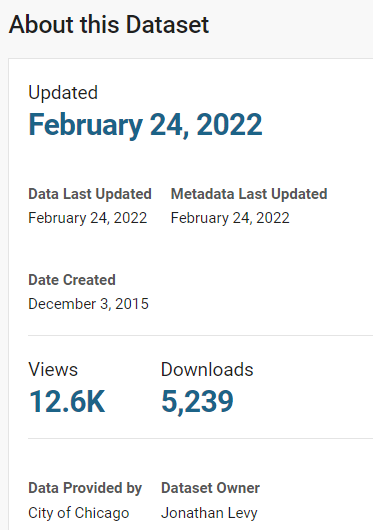 About this Dataset
Updated
February 24, 2022
Data Last Updated Metadata Last Updated
February 24, 2022 February 24, 2022
Date Created
December 3, 2015
Views Downloads
12.6K 5,239
Data Provided by Dataset Owner
City of Chicago Jonathan Levy